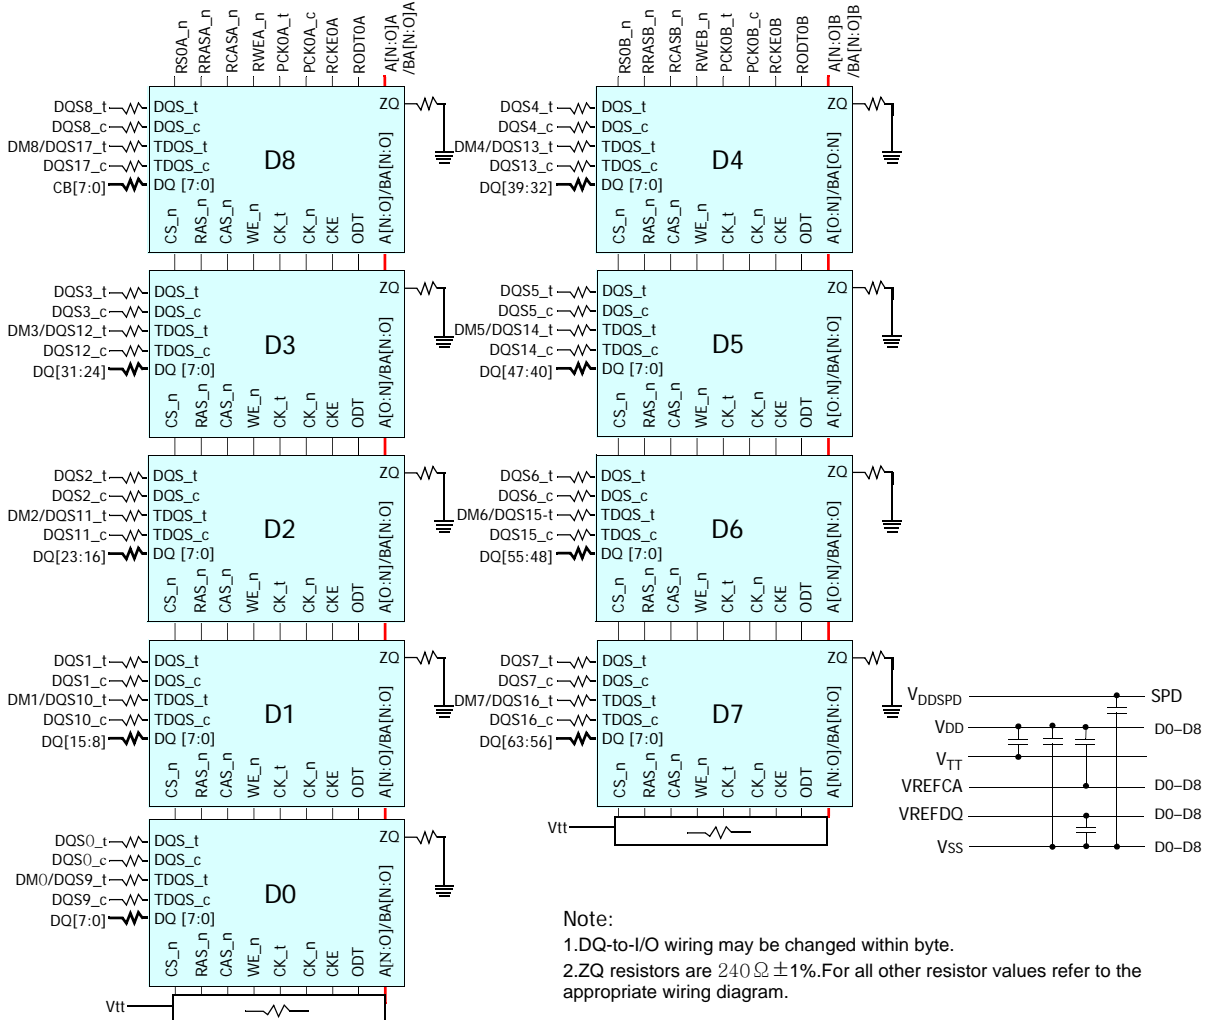 RS0A_n
RRASA_n
RCASA_n
RWEA_n
PCK0A_t
PCK0A_c
RCKE0A
RODT0A
A[N:O]A
/BA[N:O]A
DQS8_t
DQS8_c
DM8/DQS17_t
DQS17_c
CB[7:0]
DQS_t
DQS_c
TDQS_t
TDQS_c
DQ [7:0]
D8
ZQ
CS_n
RAS_n
CAS_n
WE_n
CK_t
CK_n
CKE
ODT
A[N:O]/BA[N:O]
DQS3_t
DQS3_c
DM3/DQS12_t
DQS12_c
DQ[31:24]
DQS_t
DQS_c
TDQS_t
TDQS_c
DQ [7:0]
D3
ZQ
CS_n
RAS_n
CAS_n
WE_n
CK_t
CK_n
CKE
ODT
A[O:N]/BA[N:O]
DQS2_t
DQS2_c
DM2/DQS11_t
DQS11_c
DQ[23:16]
DQS_t
DQS_c
TDQS_t
TDQS_c
DQ [7:0]
D2
ZQ
CS_n
RAS_n
CAS_n
WE_n
CK_t
CK_n
CKE
ODT
A[O:N]/BA[N:O]
DQS1_t
DQS1_c
DM1/DQS10_t
DQS10_c
DQ[15:8]
DQS_t
DQS_c
TDQS_t
TDQS_c
DQ [7:0]
D1
ZQ
CS_n
RAS_n
CAS_n
WE_n
CK_t
CK_n
CKE
ODT
A[N:O]/BA[N:O]
DQS0_t
DQS0_c
DM0/DQS9_t
DQS9_c
DQ[7:0]
DQS_t
DQS_c
TDQS_t
TDQS_c
DQ [7:0]
D0
ZQ
CS_n
RAS_n
CAS_n
WE_n
CK_t
CK_n
CKE
ODT
A[N:O]/BA[N:O]
Vtt
RS0B_n
RRASB_n
RCASB_n
RWEB_n
PCK0B_t
PCK0B_c
RCKE0B
RODT0B
A[N:O]B
/BA[N:O]B
DQS4_t
DQS4_c
DM4/DQS13_t
DQS13_c
DQ[39:32]
DQS_t
DQS_c
TDQS_t
TDQS_c
DQ [7:0]
D4
ZQ
CS_n
RAS_n
CAS_n
WE_n
CK_t
CK_n
CKE
ODT
A[O:N]/BA[O:N]
DQS5_t
DQS5_c
DM5/DQS14_t
DQS14_c
DQ[47:40]
DQS_t
DQS_c
TDQS_t
TDQS_c
DQ [7:0]
D5
ZQ
CS_n
RAS_n
CAS_n
WE_n
CK_t
CK_n
CKE
ODT
A[O:N]/BA[N:O]
DQS6_t
DQS6_c
DM6/DQS15-t
DQS15_c
DQ[55:48]
DQS_t
DQS_c
TDQS_t
TDQS_c
DQ [7:0]
D6
ZQ
CS_n
RAS_n
CAS_n
WE_n
CK_t
CK_n
CKE
ODT
A[O:N]/BA[N:O]
DQS7_t
DQS7_c
DM7/DQS16_t
DQS16_c
DQ[63:56]
DQS_t
DQS_c
TDQS_t
TDQS_c
DQ [7:0]
D7
ZQ
CS_n
RAS_n
CAS_n
WE_n
CK_t
CK_n
CKE
ODT
A[N:O]/BA[N:O]
Vtt
VDDSPD SPD
VDD D0–D8
VTT
VREFCA D0–D8
VREFDQ D0–D8
VSS D0–D8
Note:
1.DQ-to-I/O wiring may be changed within byte.
2.ZQ resistors are 240 Ω ±1%.For all other resistor values refer to the
appropriate wiring diagram.